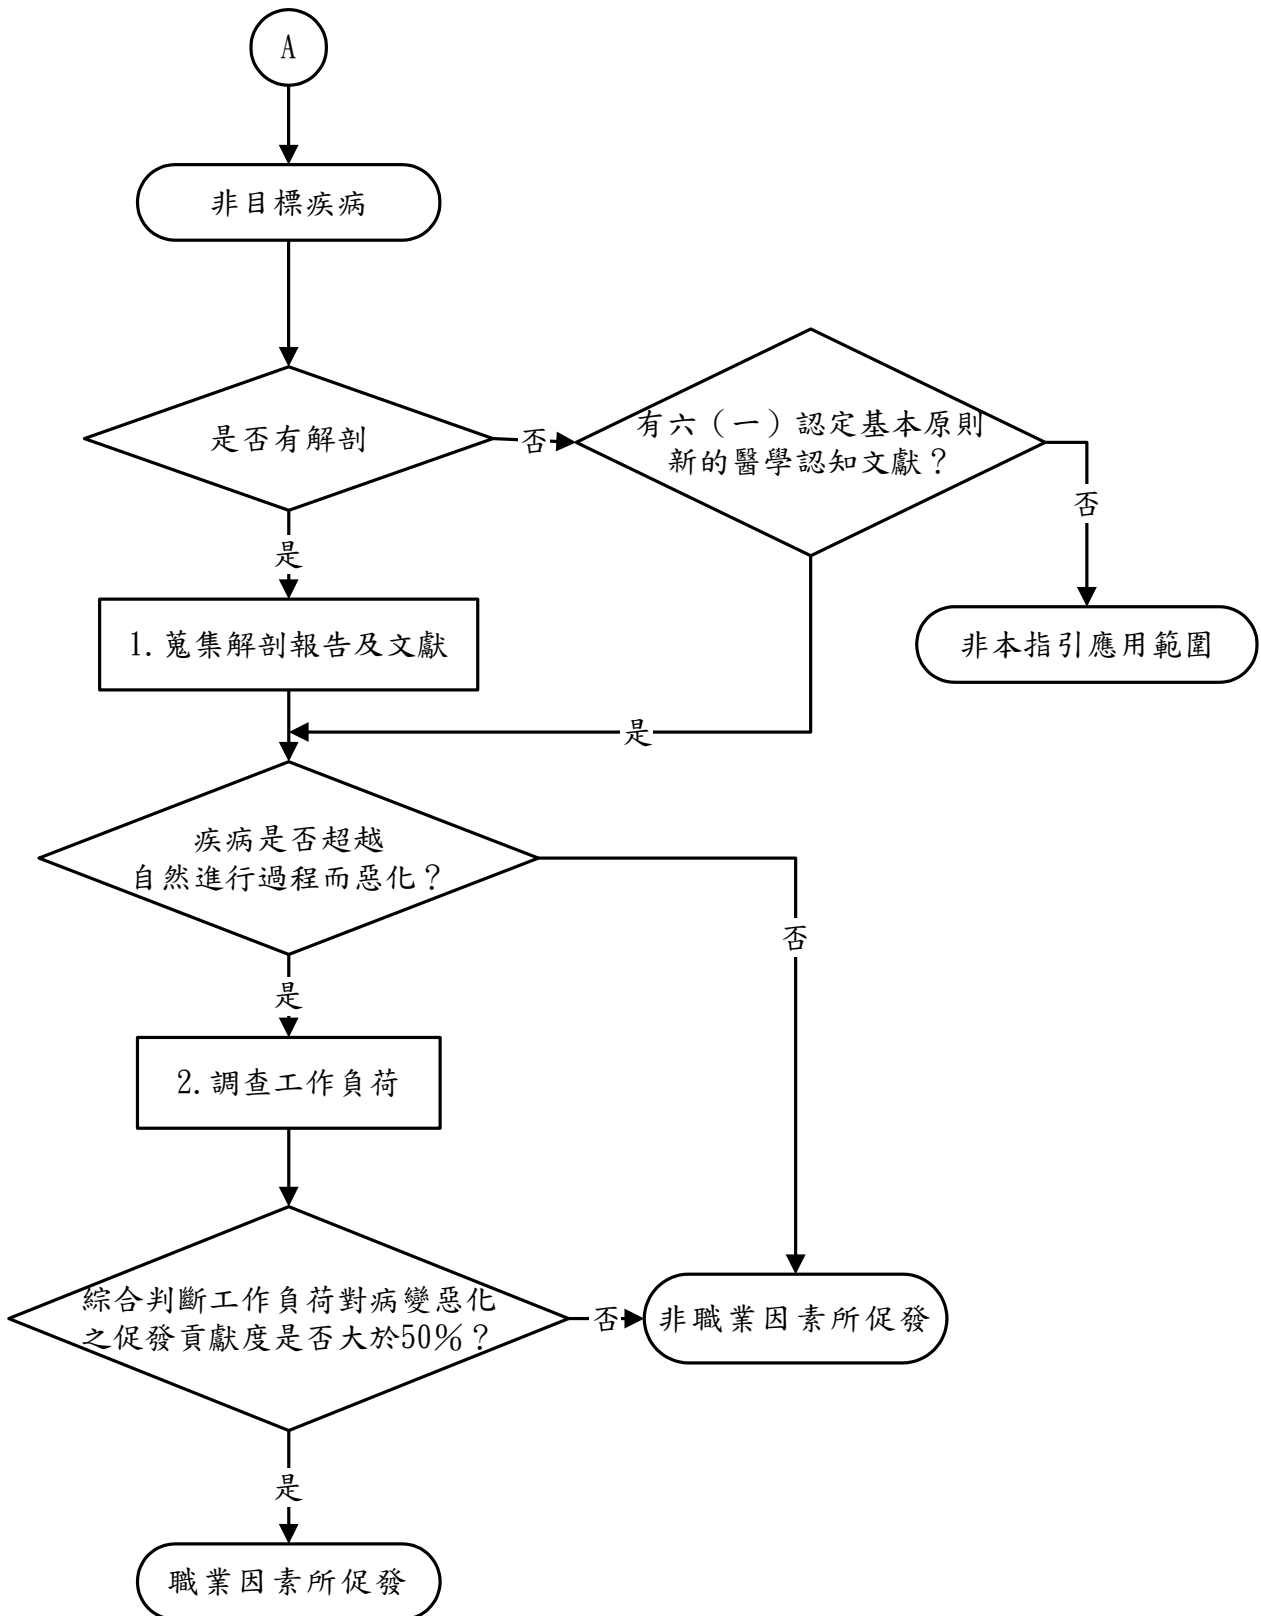 A
非目標疾病
是否有解剖
否
有六（一）認定基本原則
新的醫學認知文獻？
否
是
1.蒐集解剖報告及文獻
非本指引應用範圍
是
疾病是否超越
自然進行過程而惡化？
否
是
2.調查工作負荷
綜合判斷工作負荷對病變惡化
之促發貢獻度是否大於50%？
否
非職業因素所促發
是
職業因素所促發